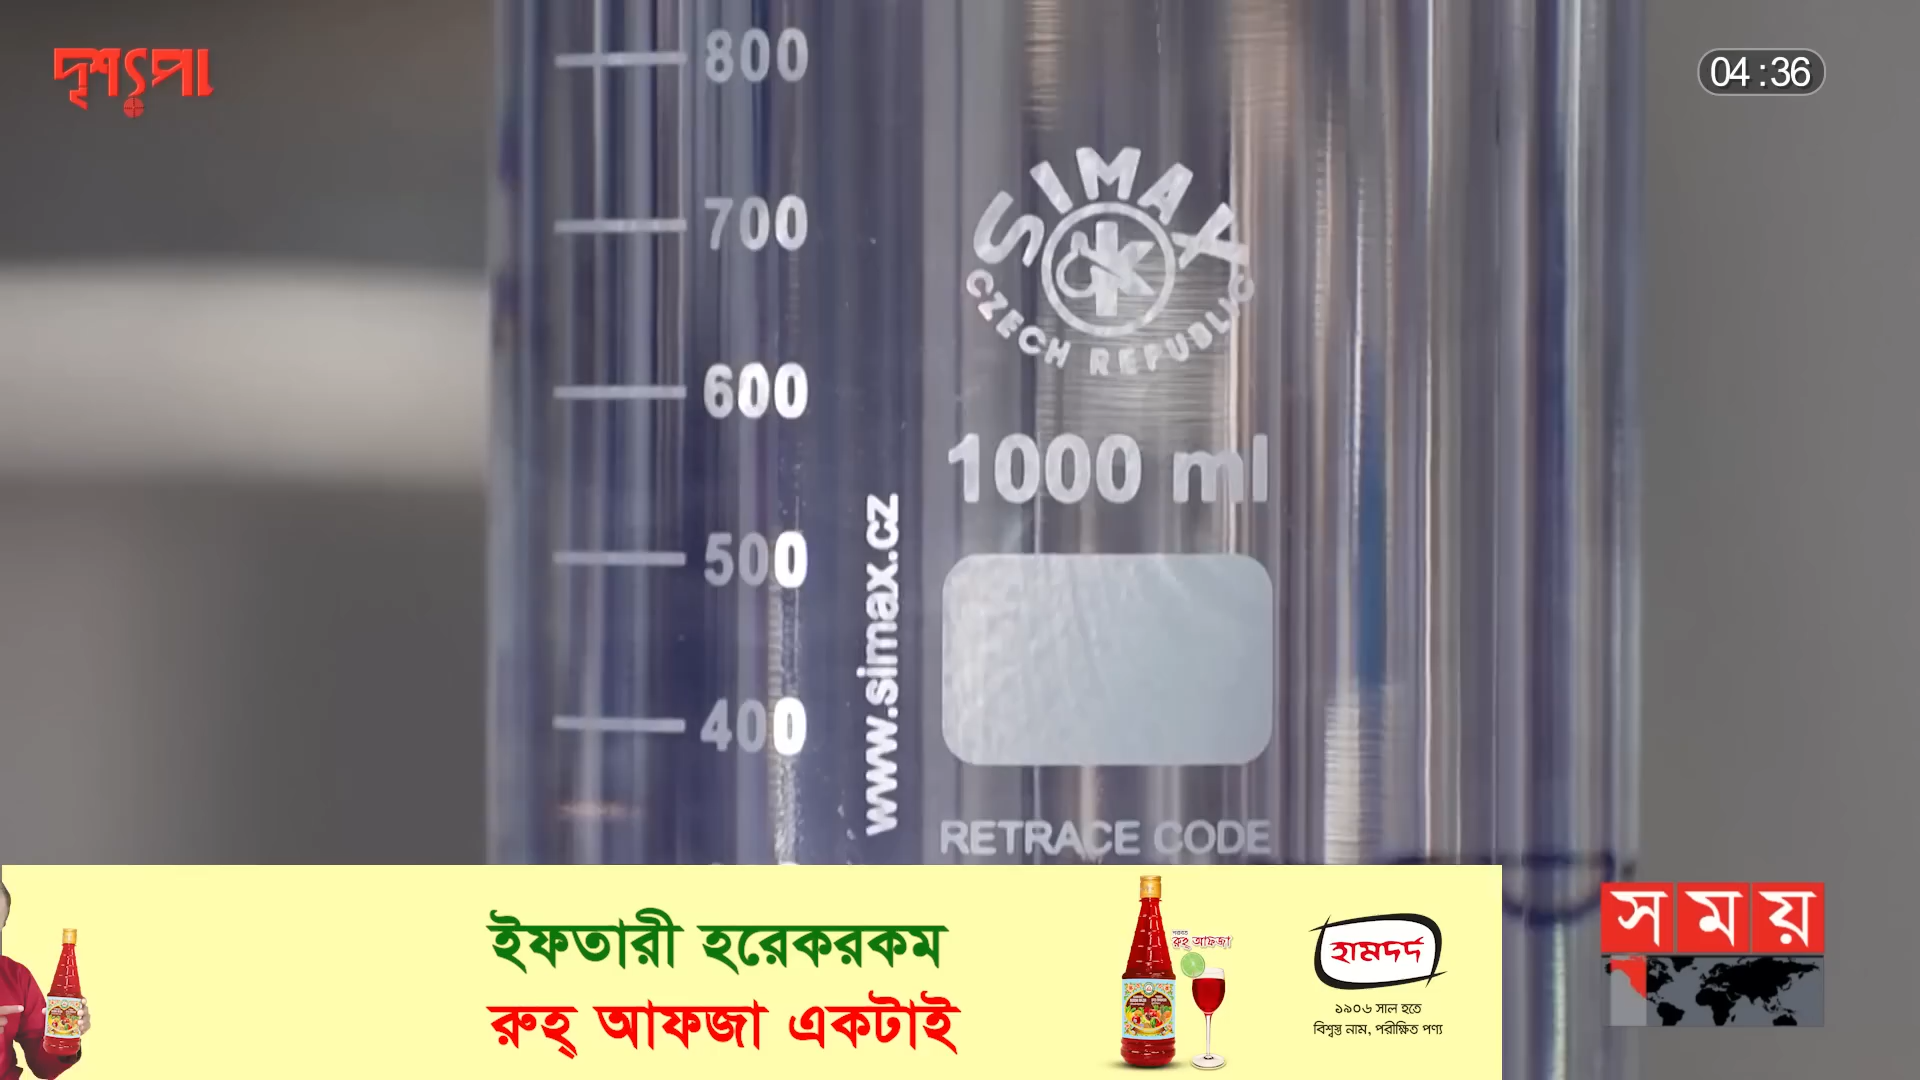 দৃশ্যপট
04:36
800
700
600
500
400
SIMAX
CZECH REPUBLIC
1000 ml
www.simax.cz
RETRACE CODE
ইফতারী হরেকরকম
রুহ্ আফজা একটাই
রুহ্ আফজা
হামদর্দ
১৯০৬ সাল হতে
বিশ্বস্ত নাম, পরীক্ষিত পণ্য
সময়